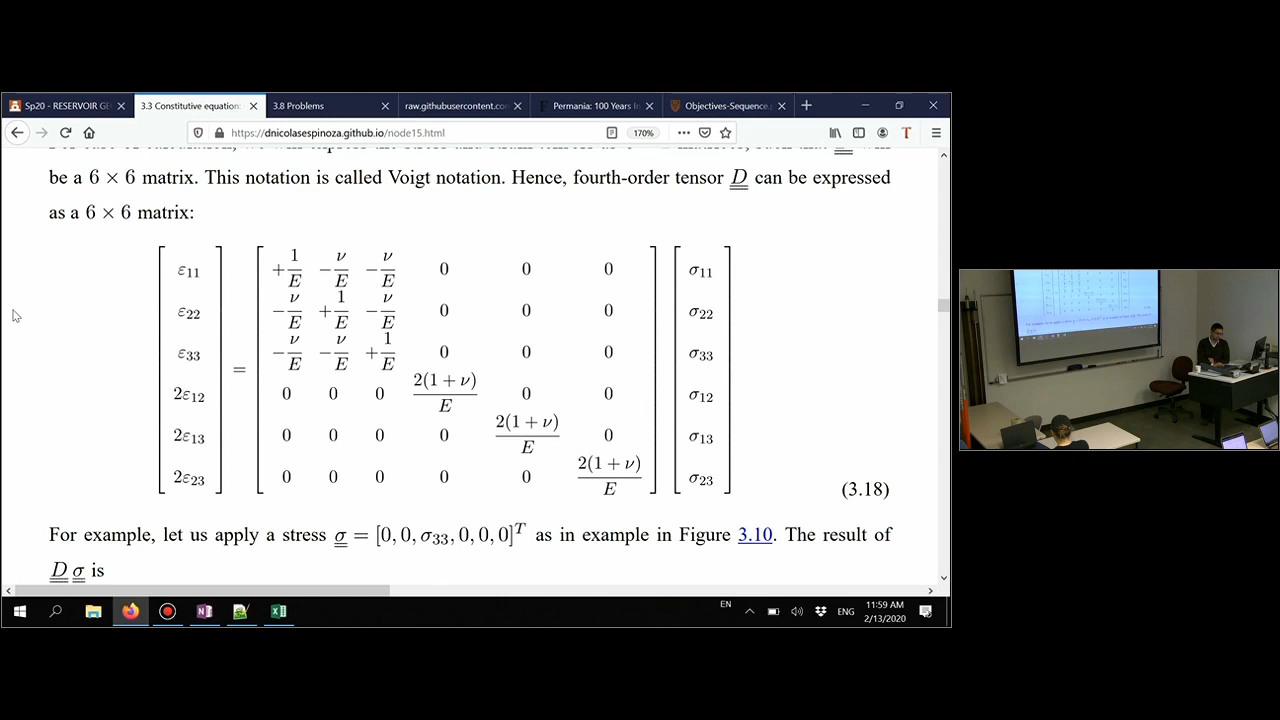 Sp20 - RESERVOIR GE
3.3 Constitutive equation:
3.8 Problems
raw.githubusercontent.com
Permania: 100 Years In
Objectives-Sequence.p
https://dnicolasespinoza.github.io/node15.html
170%
be a 6 × 6 matrix. This notation is called Voigt notation. Hence, fourth-order tensor D can be expressed
as a 6 × 6 matrix:
ε11 +1/E −ν/E −ν/E 0 0 0 σ11
ε22 −ν/E +1/E −ν/E 0 0 0 σ22
ε33 −ν/E −ν/E +1/E 0 0 0 σ33
=
2ε12 0 0 0 2(1 + ν)/E 0 0 σ12
2ε13 0 0 0 0 2(1 + ν)/E 0 σ13
2ε23 0 0 0 0 0 2(1 + ν)/E σ23
(3.18)
For example, let us apply a stress σ = [0, 0, σ33, 0, 0, 0]T as in example in Figure 3.10. The result of
D σ is
EN
ENG
11:59 AM
2/13/2020